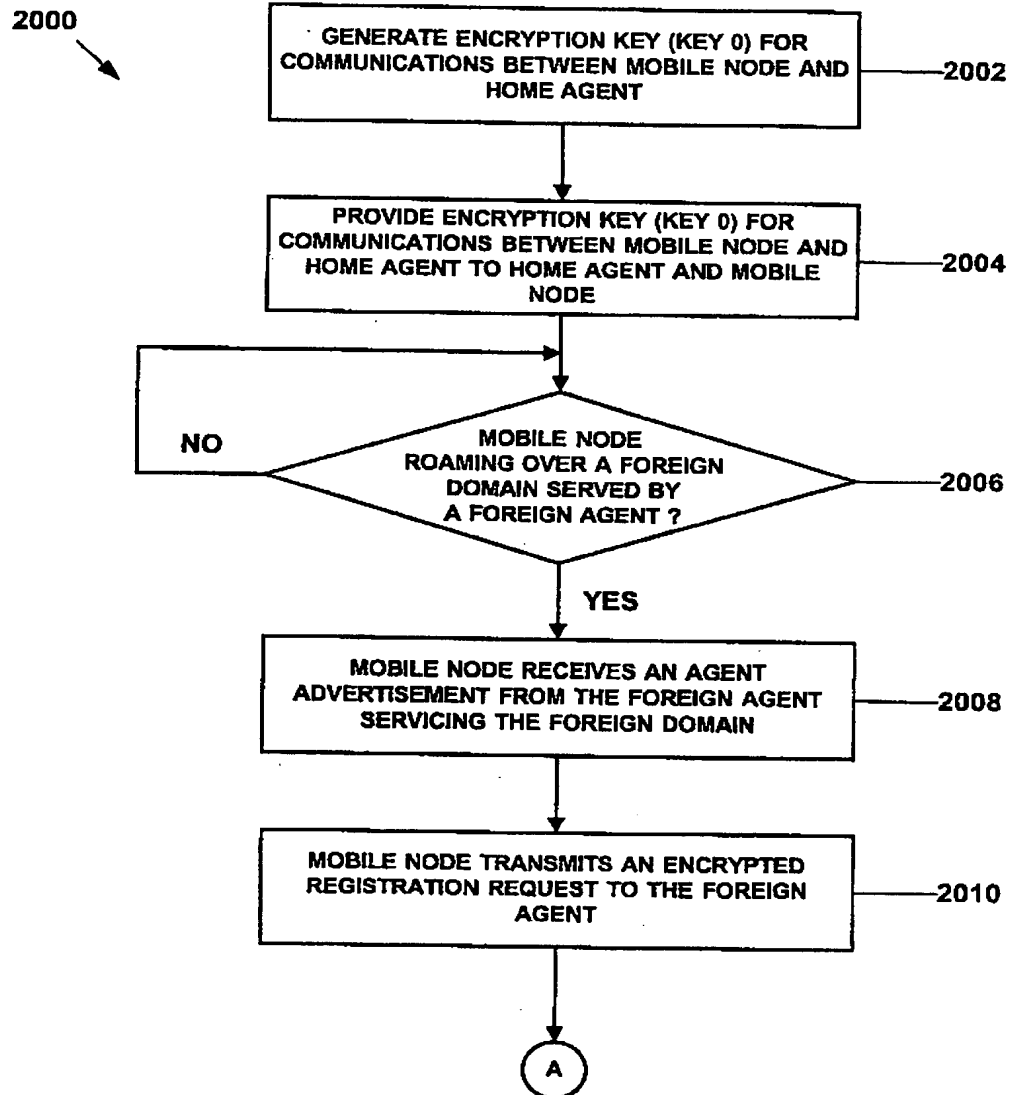 2000
GENERATE ENCRYPTION KEY (KEY 0) FOR
COMMUNICATIONS BETWEEN MOBILE NODE AND
HOME AGENT
2002
PROVIDE ENCRYPTION KEY (KEY 0) FOR
COMMUNICATIONS BETWEEN MOBILE NODE AND
HOME AGENT TO HOME AGENT AND MOBILE
NODE
2004
NO
MOBILE NODE
ROAMING OVER A FOREIGN
DOMAIN SERVED BY
A FOREIGN AGENT ?
2006
YES
MOBILE NODE RECEIVES AN AGENT
ADVERTISEMENT FROM THE FOREIGN AGENT
SERVICING THE FOREIGN DOMAIN
2008
MOBILE NODE TRANSMITS AN ENCRYPTED
REGISTRATION REQUEST TO THE FOREIGN
AGENT
2010
A